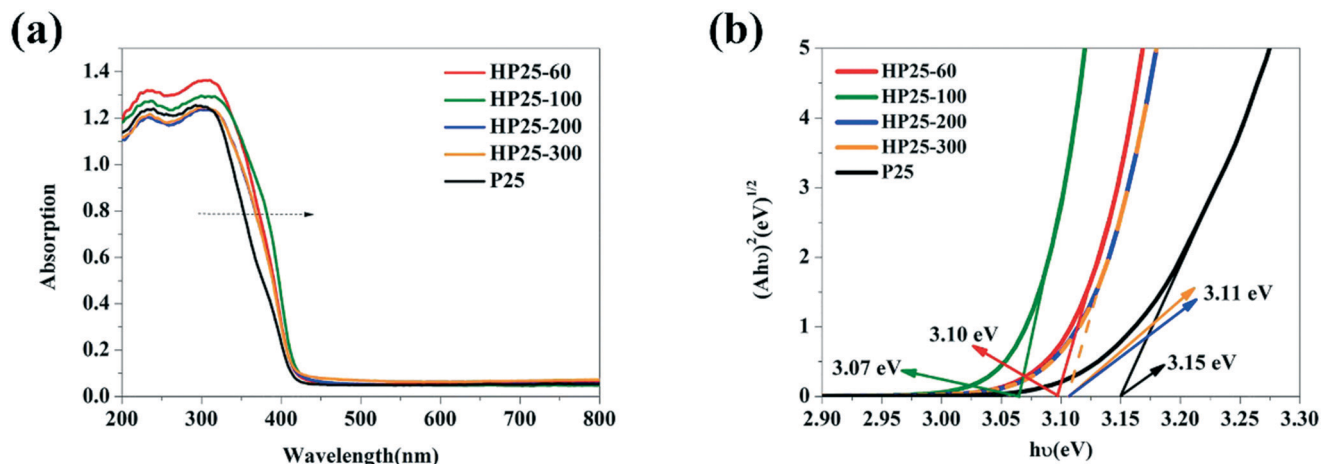 (a)
1.4
1.2
1.0
0.8
0.6
0.4
0.2
0.0
Absorption
200
300
400
500
600
700
800
Wavelength(nm)
HP25-60
HP25-100
HP25-200
HP25-300
P25
(b)
5
4
3
2
1
0
(Ahυ)²(eV)¹/²
HP25-60
HP25-100
HP25-200
HP25-300
P25
3.10 eV
3.07 eV
3.11 eV
3.15 eV
2.90
2.95
3.00
3.05
3.10
3.15
3.20
3.25
3.30
hυ(eV)